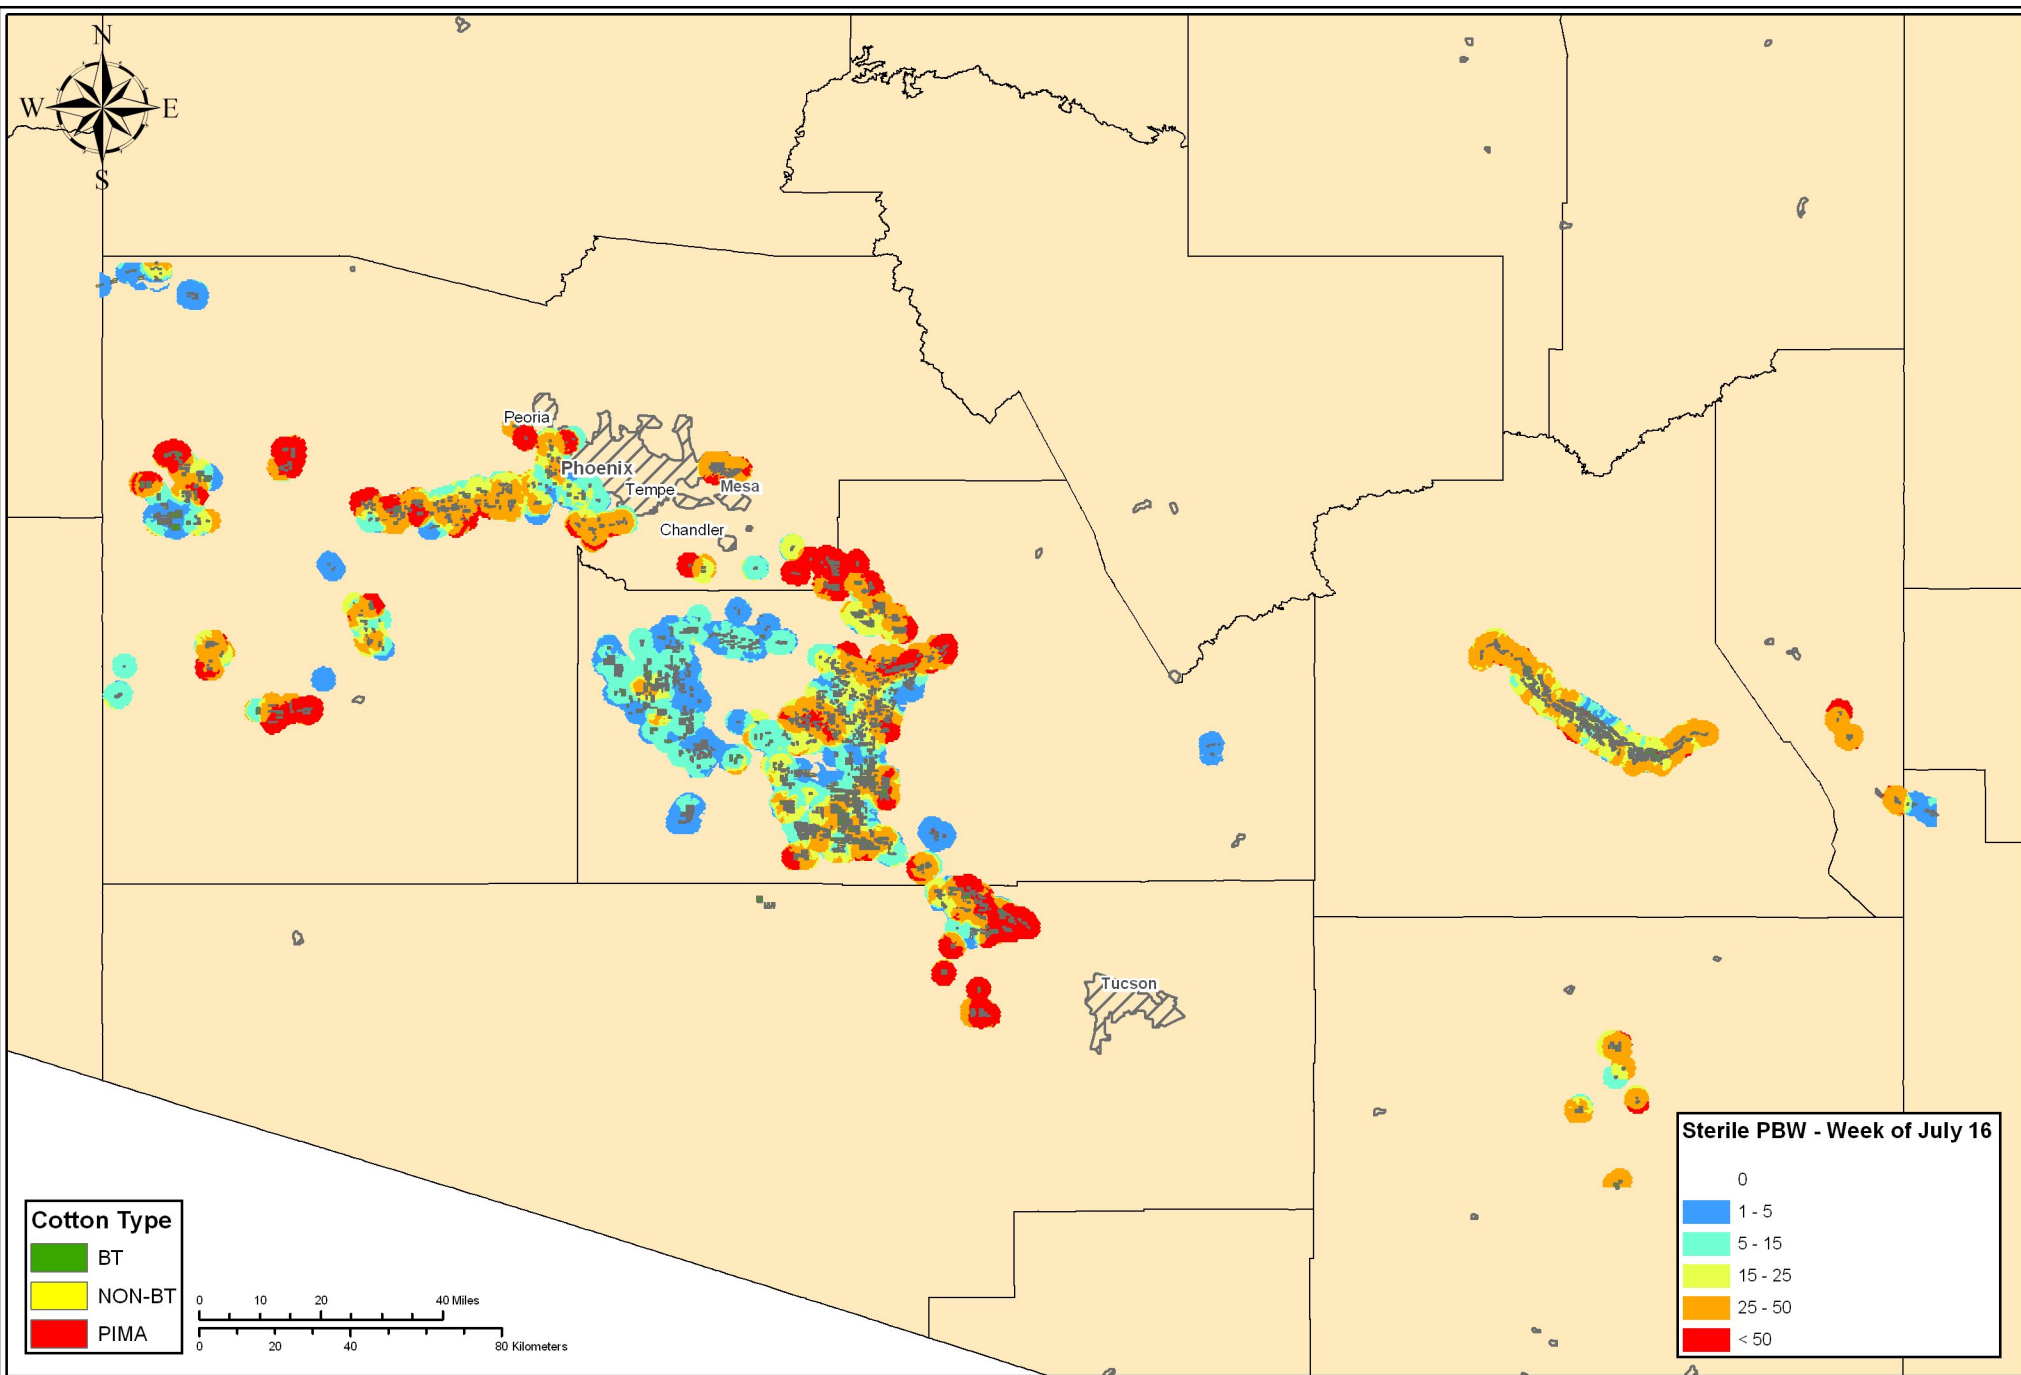 N
W E
S
Peoria
Phoenix
Tempe
Mesa
Chandler
Tucson
Sterile PBW - Week of July 16
0
1 - 5
5 - 15
15 - 25
25 - 50
< 50
Cotton Type
BT
NON-BT
PIMA
0 10 20 40 Miles
0 20 40 80 Kilometers